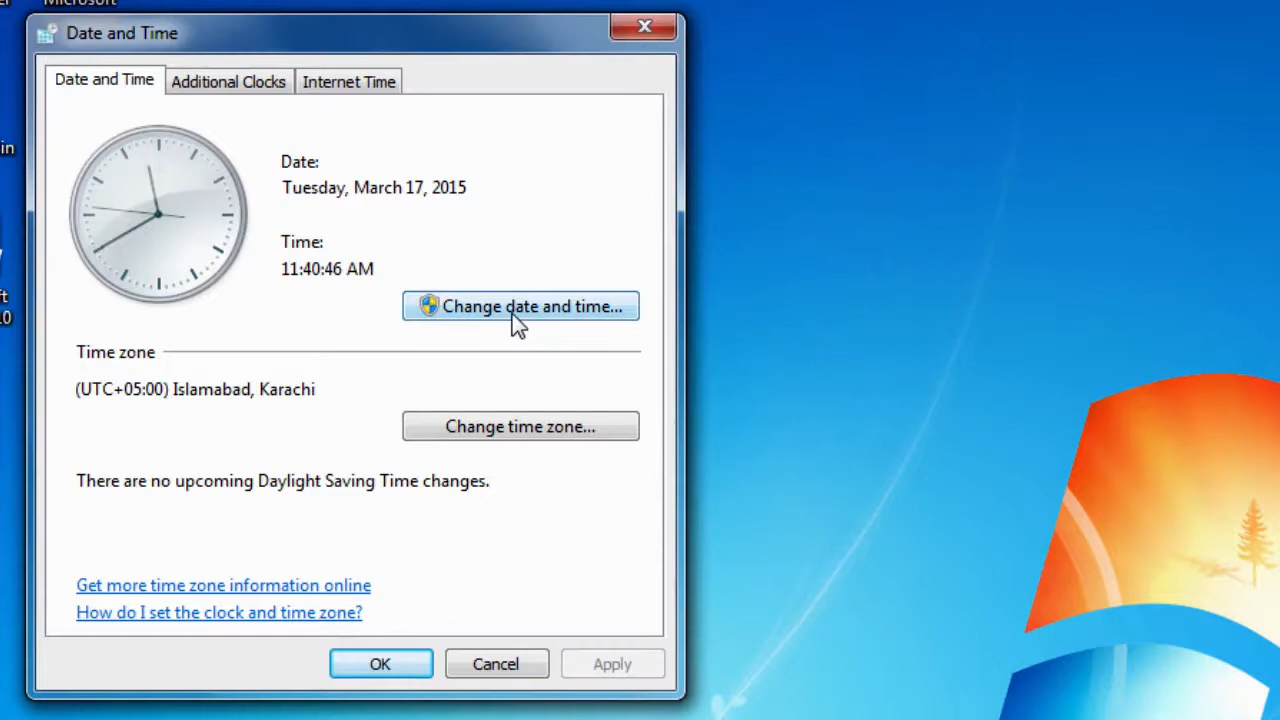 Microsoft
Date and Time
Date and Time
Additional Clocks
Internet Time
in
Date:
Tuesday, March 17, 2015
Time:
11:40:46 AM
Change date and time...
Time zone
(UTC+05:00) Islamabad, Karachi
Change time zone...
There are no upcoming Daylight Saving Time changes.
Get more time zone information online
How do I set the clock and time zone?
OK
Cancel
Apply